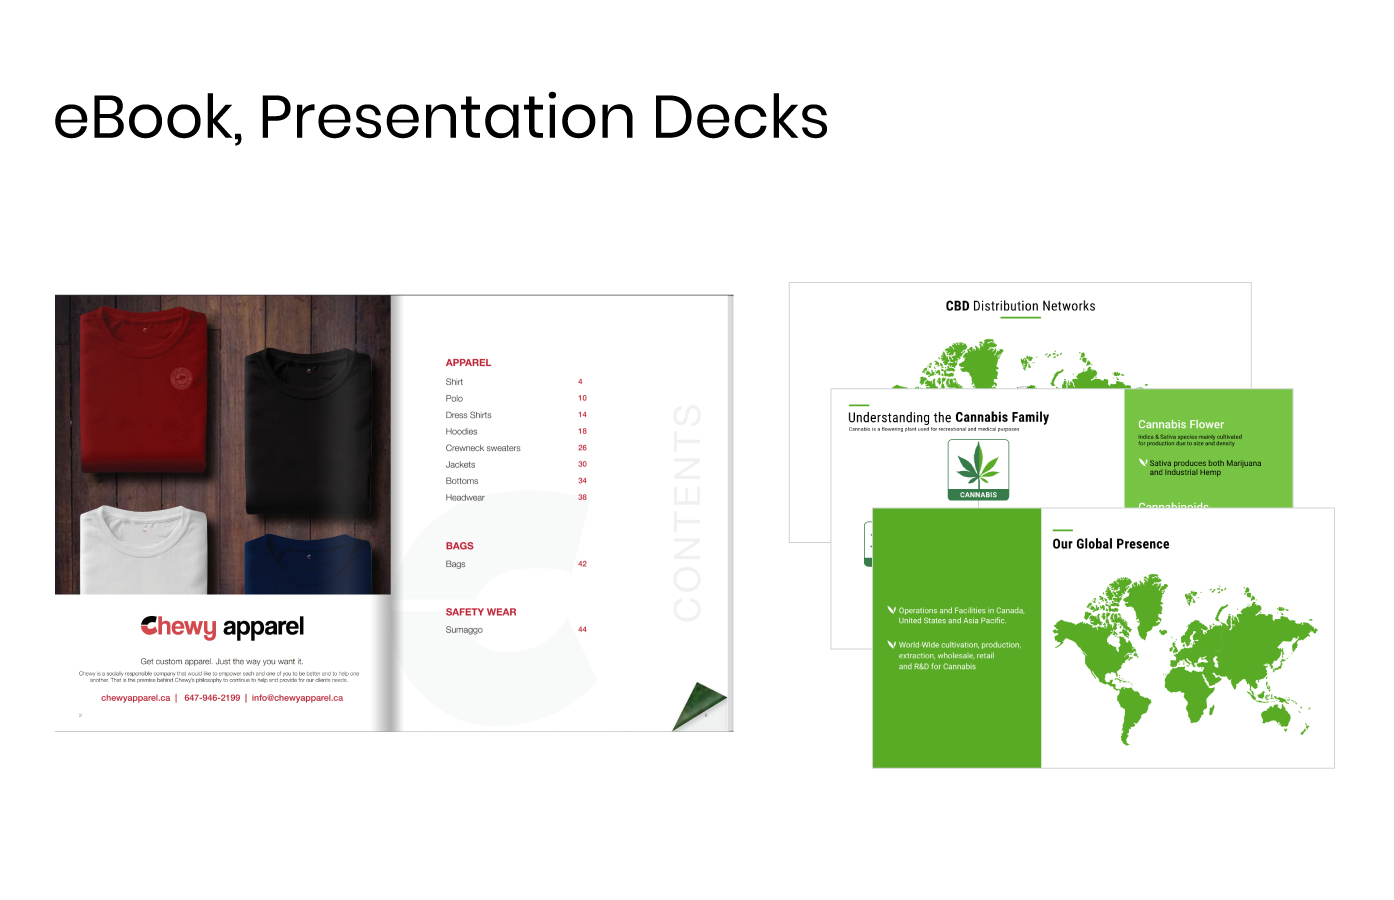 eBook, Presentation Decks
Chewy apparel
Get custom apparel. Just the way you want it.
Chewy is a socially responsible company that would like to empower each and one of you to be better and to help one
another. That is the premise behind Chewy's philosophy to continue to help and provide for our clients needs.
chewyapparel.ca | 647-946-2199 | info@chewyapparel.ca
2
APPAREL
Shirt 4
Polo 10
Dress Shirts 14
Hoodies 18
Crewneck sweaters 26
Jackets 30
Bottoms 34
Headwear 38
BAGS
Bags 42
SAFETY WEAR
Sumaggo 44
CONTENTS
CBD Distribution Networks
Understanding the Cannabis Family
Cannabis is a flowering plant used for recreational and medical purposes
CANNABIS
Cannabis Flower
Indica & Sativa species mainly cultivated
for production due to size and density
Sativa produces both Marijuana
and Industrial Hemp
Cannabinoids
Our Global Presence
Operations and Facilities in Canada,
United States and Asia Pacific.
World-Wide cultivation, production,
extraction, wholesale, retail
and R&D for Cannabis